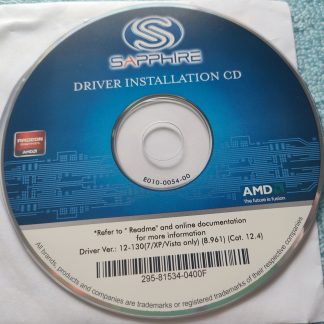 SAPPHIRE
DRIVER INSTALLATION CD
RADEON
GRAPHICS
AMD
E010-0054-00
AMD
The future is fusion
"Refer to " Readme" and online documentation
for more information
Driver Ver.: 12-130(7/XP/Vista only) (8.961) (Cat. 12.4)
295-81534-0400F
All brands, products and companies are trademarks or registered trademarks of their respective companies